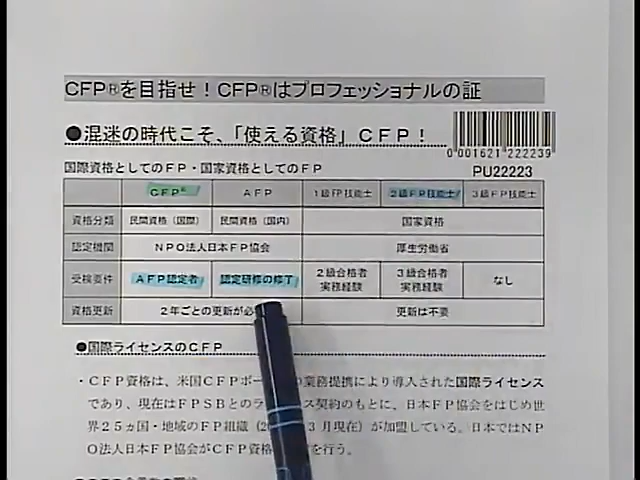 CFP®を目指せ！CFP®はプロフェッショナルの証
●混迷の時代こそ、「使える資格」ＣＦＰ！
0 001621 222239
国際資格としてのＦＰ・国家資格としてのＦＰ
PU22223
ＣＦＰ® ＡＦＰ １級FP技能士 ２級FP技能士 ３級ＦＰ技能士
資格分類 民間資格（国際） 民間資格（国内） 国家資格
認定機関 ＮＰＯ法人日本ＦＰ協会 厚生労働省
受検要件 ＡＦＰ認定者 認定研修の修了 ２級合格者 実務経験 ３級合格者 実務経験 なし
資格更新 ２年ごとの更新が 更新は不要
●国際ライセンスのＣＦＰ
・ＣＦＰ資格は、米国ＣＦＰボー の業務提携により導入された国際ライセンス
であり、現在はＦＰＳＢとのラ ス契約のもとに、日本ＦＰ協会をはじめ世
界２５ヵ国・地域のＦＰ組織（ ３月現在）が加盟している。日本ではＮＰ
Ｏ法人日本ＦＰ協会がＣＦＰ資格 を行う。